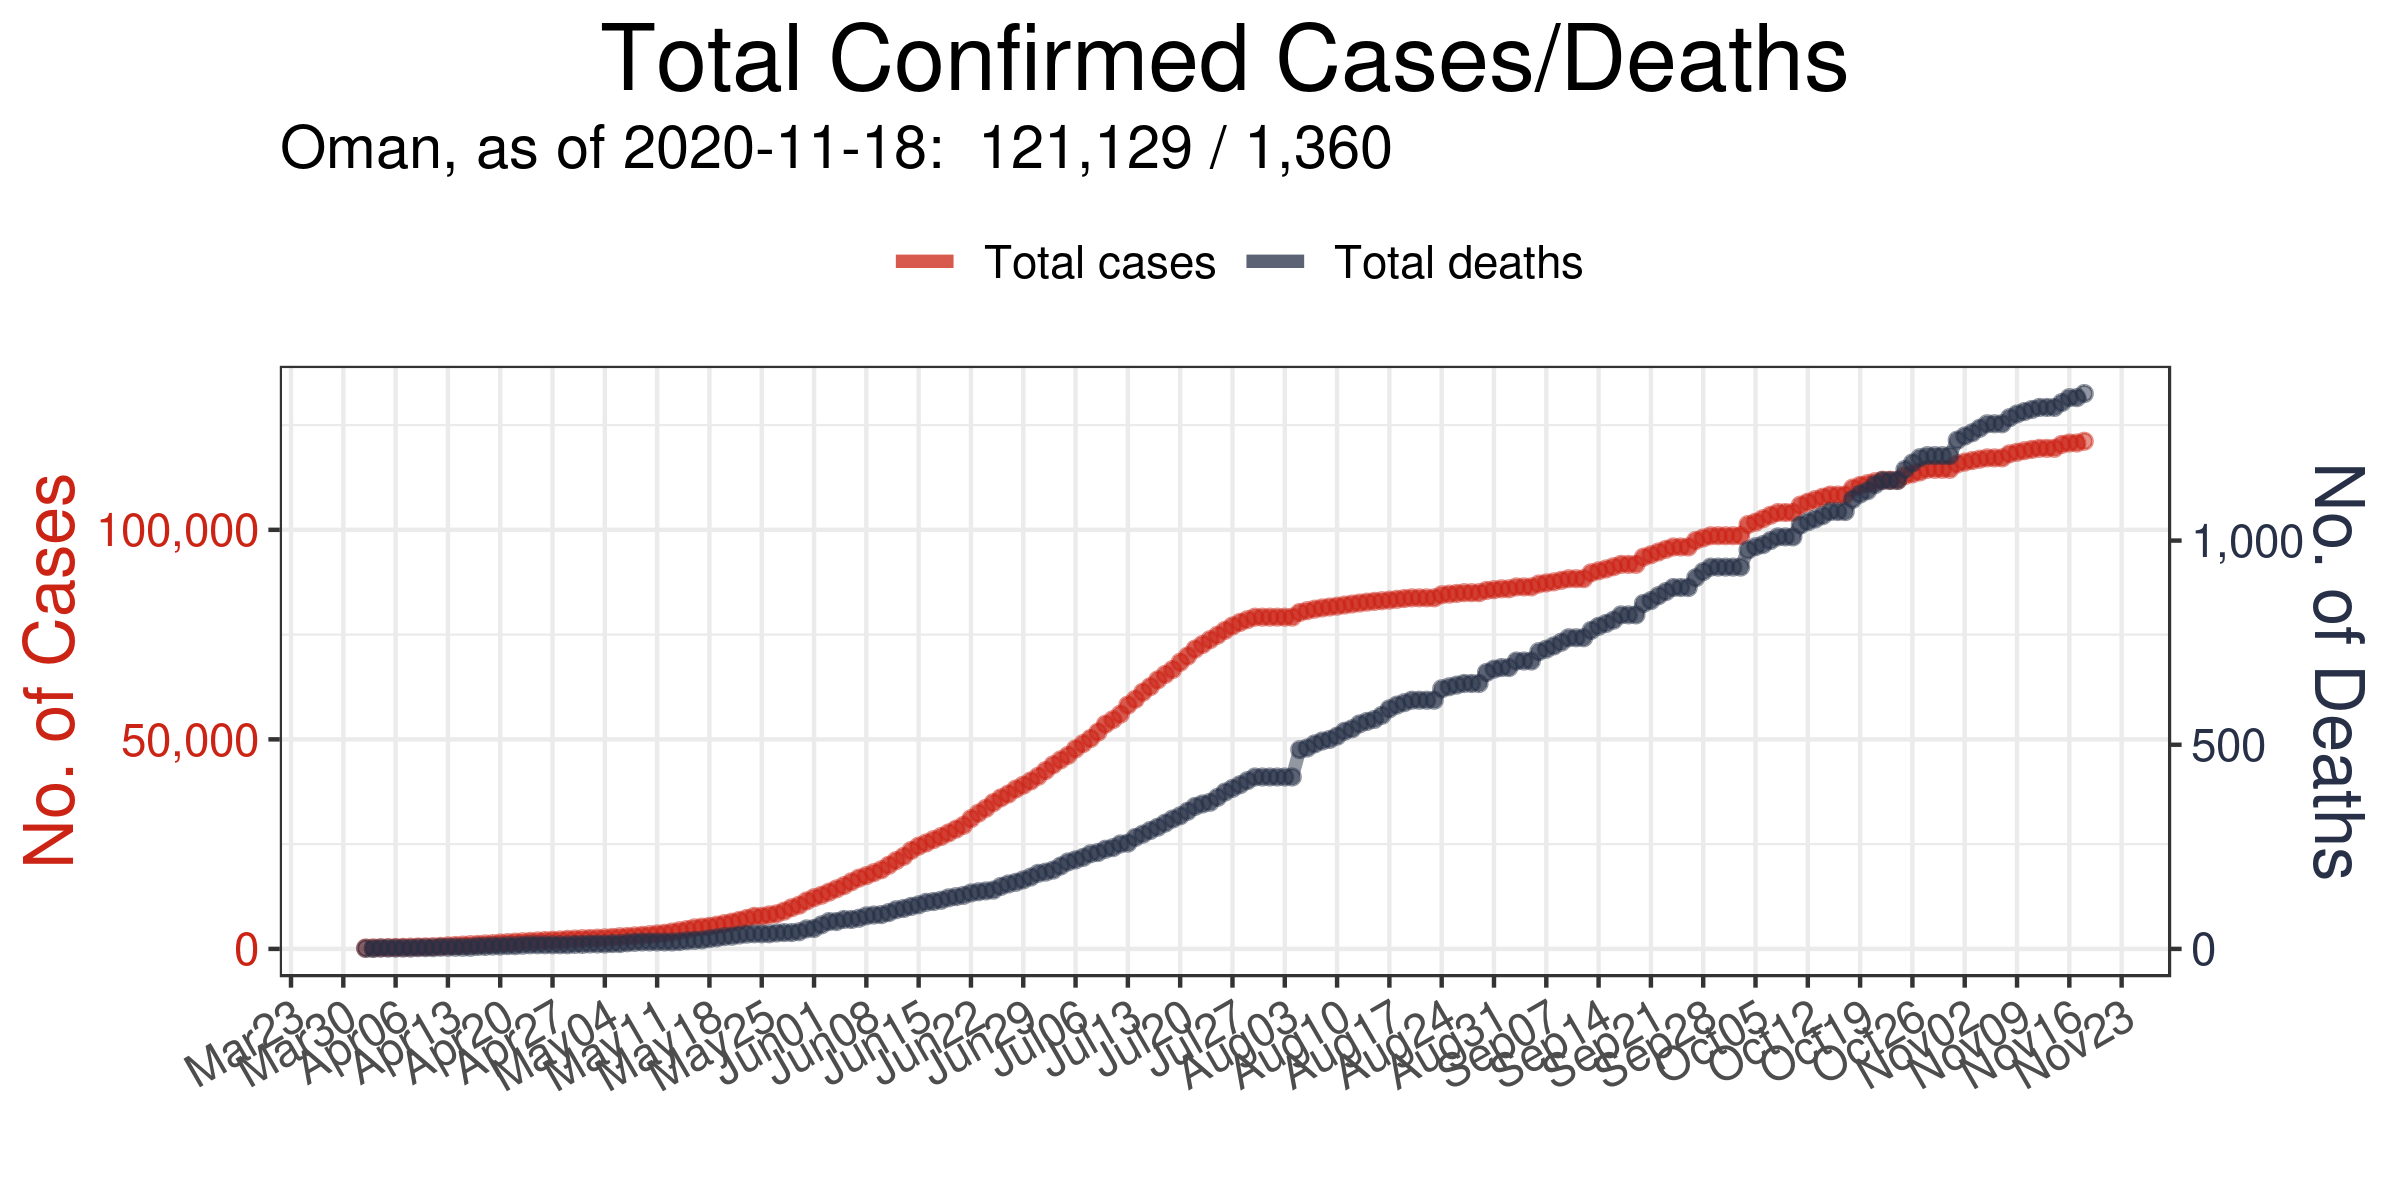 Total Confirmed Cases/Deaths
Oman, as of 2020-11-18:  121,129 / 1,360
Total cases
Total deaths
No. of Cases
100,000
50,000
0
No. of Deaths
1,000
500
0
Mar23
Mar30
Apr06
Apr13
Apr20
Apr27
May04
May11
May18
May25
Jun01
Jun08
Jun15
Jun22
Jun29
Jul06
Jul13
Jul20
Jul27
Aug03
Aug10
Aug17
Aug24
Aug31
Sep07
Sep14
Sep21
Sep28
Oct05
Oct12
Oct19
Oct26
Nov02
Nov09
Nov16
Nov23